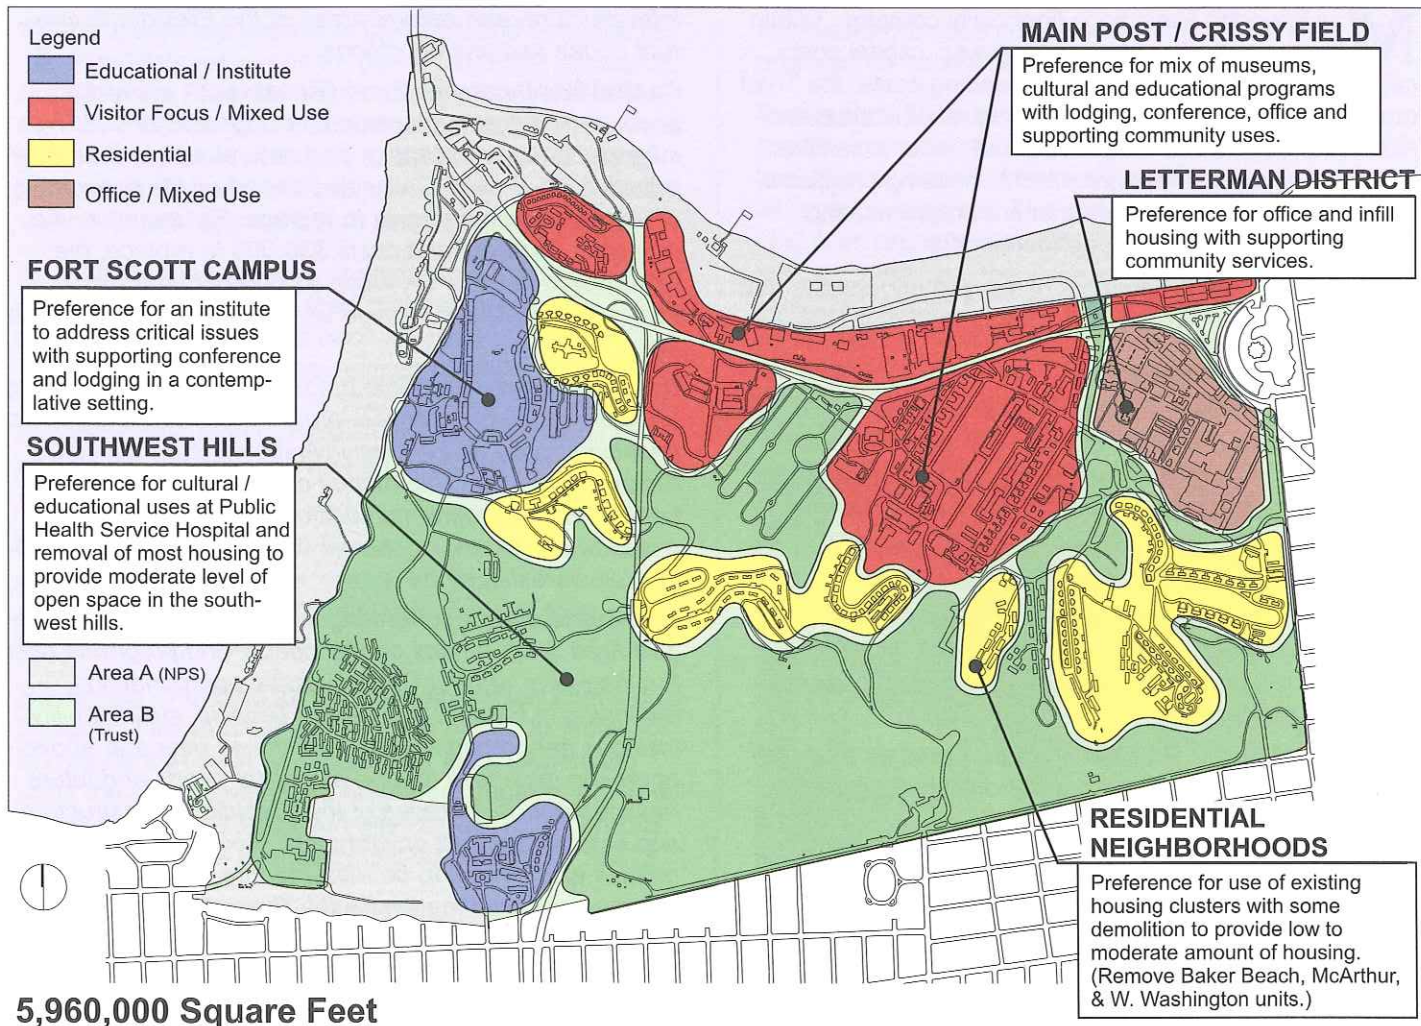 Legend
Educational / Institute
Visitor Focus / Mixed Use
Residential
Office / Mixed Use
MAIN POST / CRISSY FIELD
Preference for mix of museums,
cultural and educational programs
with lodging, conference, office and
supporting community uses.
LETTERMAN DISTRICT
Preference for office and infill
housing with supporting
community services.
FORT SCOTT CAMPUS
Preference for an institute
to address critical issues
with supporting conference
and lodging in a contemp-
lative setting.
SOUTHWEST HILLS
Preference for cultural /
educational uses at Public
Health Service Hospital and
removal of most housing to
provide moderate level of
open space in the south-
west hills.
Area A (NPS)
Area B
(Trust)
RESIDENTIAL
NEIGHBORHOODS
Preference for use of existing
housing clusters with some
demolition to provide low to
moderate amount of housing.
(Remove Baker Beach, McArthur,
& W. Washington units.)
5,960,000 Square Feet